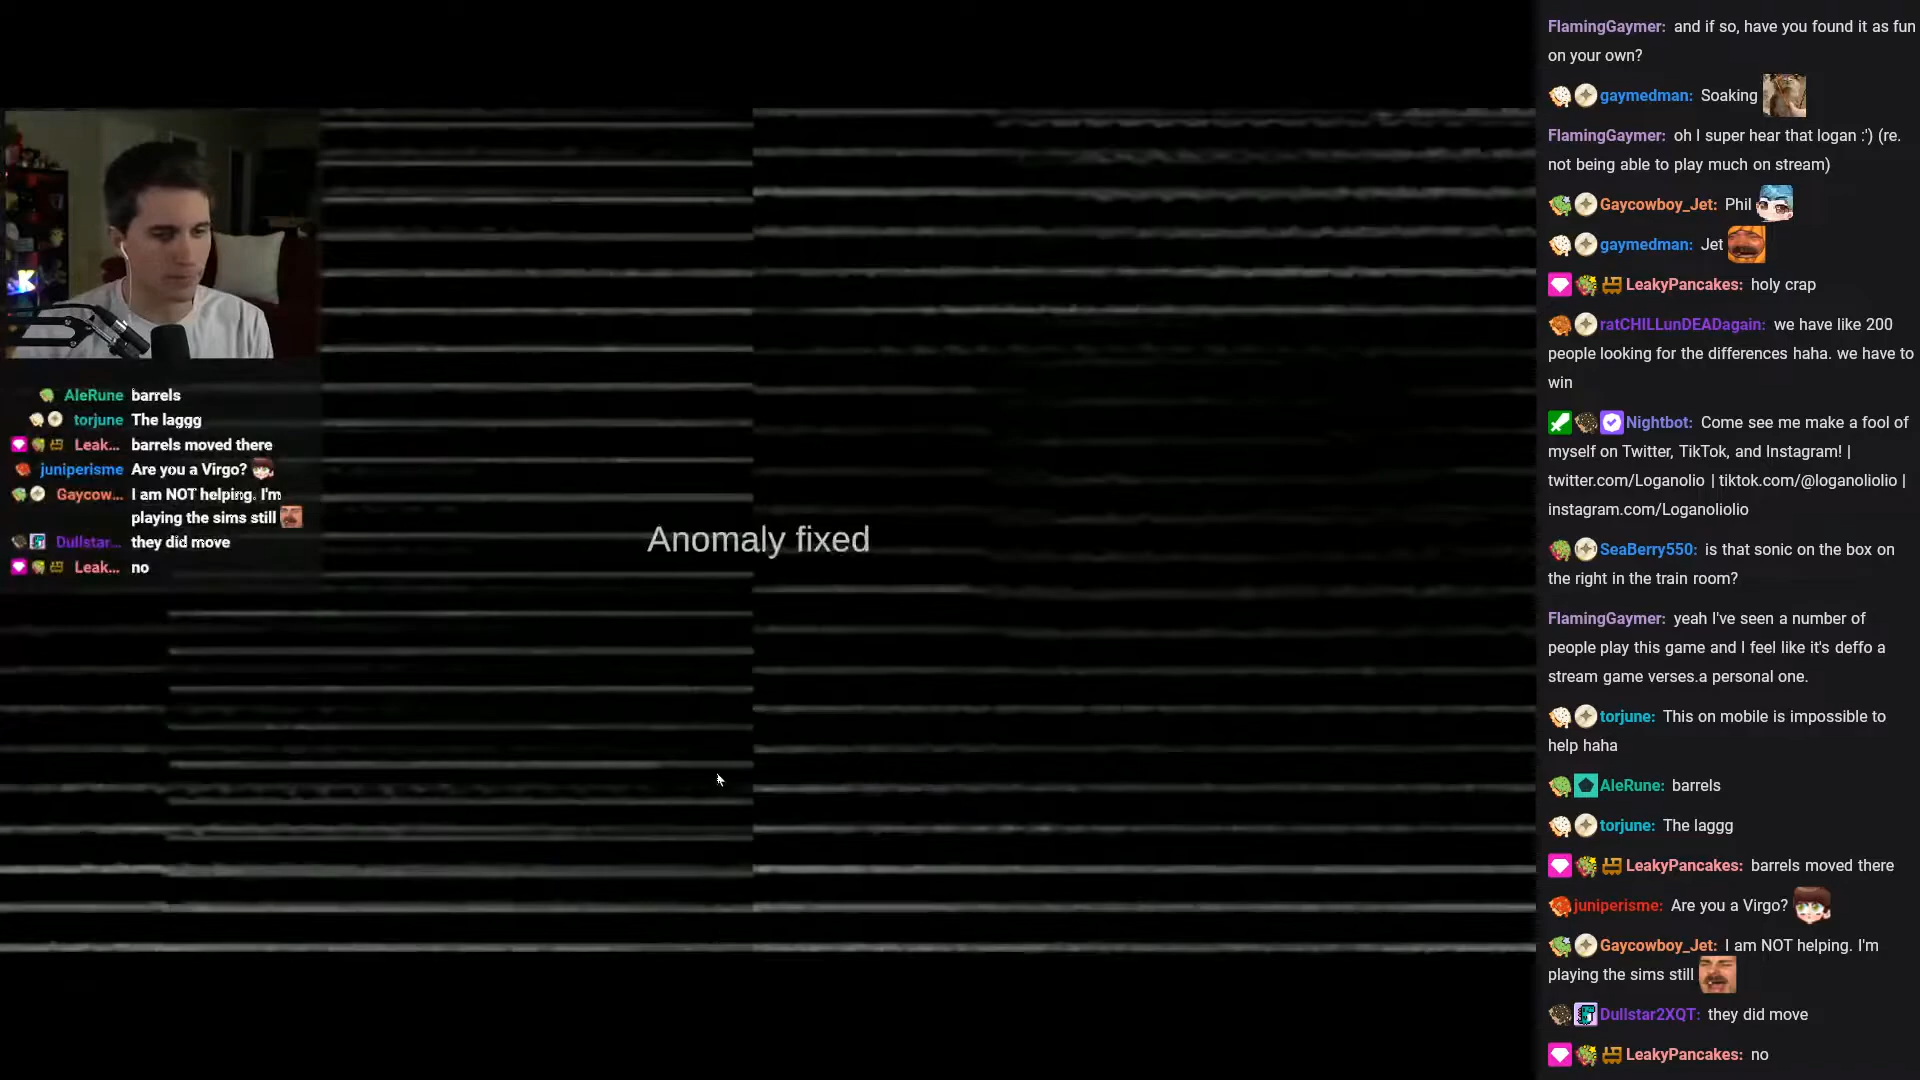 AleRune barrels
torjune The laggg
Leak... barrels moved there
juniperisme Are you a Virgo?
Gaycow... I am NOT helping. I'm
playing the sims still
Dullstar... they did move
Leak... no
Anomaly fixed
FlamingGaymer: and if so, have you found it as fun
on your own?
gaymedman: Soaking
FlamingGaymer: oh I super hear that logan :') (re.
not being able to play much on stream)
Gaycowboy_Jet: Phil
gaymedman: Jet
LeakyPancakes: holy crap
ratCHILLunDEADagain: we have like 200
people looking for the differences haha. we have to
win
Nightbot: Come see me make a fool of
myself on Twitter, TikTok, and Instagram! |
twitter.com/Loganolio | tiktok.com/@loganoliolio |
instagram.com/Loganoliolio
SeaBerry550: is that sonic on the box on
the right in the train room?
FlamingGaymer: yeah I've seen a number of
people play this game and I feel like it's deffo a
stream game verses.a personal one.
torjune: This on mobile is impossible to
help haha
AleRune: barrels
torjune: The laggg
LeakyPancakes: barrels moved there
juniperisme: Are you a Virgo?
Gaycowboy_Jet: I am NOT helping. I'm
playing the sims still
Dullstar2XQT: they did move
LeakyPancakes: no